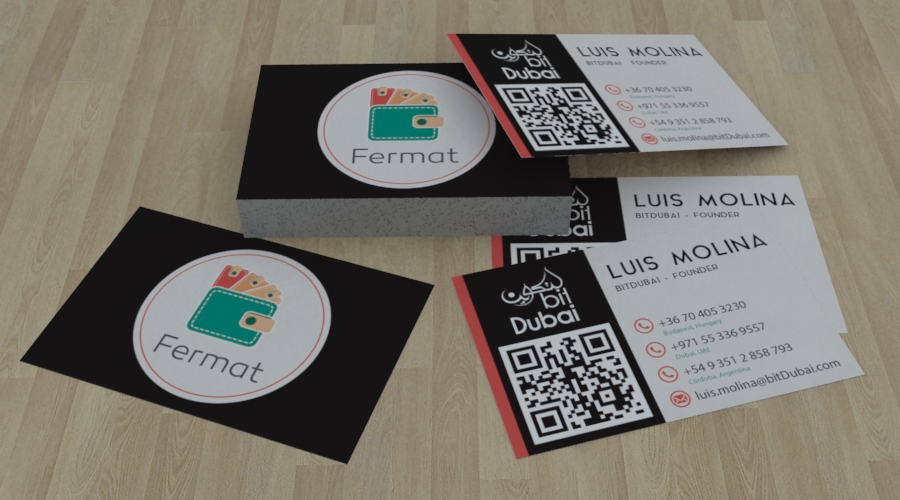 Fermat
Fermat
bit
Dubai
LUIS MOLINA
BITDUBAI FOUNDER
+36 70 405 3230
Budapest, Hungary
+971 55 336 9557
Dubai, UAE
+54 9 351 2 858 793
Córdoba, Argentina
luis.molina@bitDubai.com
bit
bai
LUIS MOLINA
BITDUBAI - FOUNDER
bit
Dubai
LUIS MOLINA
BITDUBAI - FOUNDER
+36 70 405 3230
Budapest, Hungary
+971 55 336 9557
Dubai, UAE
+54 9 351 2 858 793
Córdoba, Argentina
luis.molina@bitDubai.com